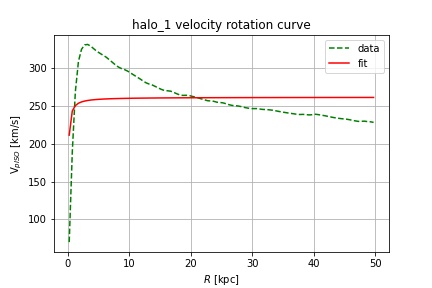 halo_1 velocity rotation curve
data
fit
V_pISO [km/s]
300
250
200
150
100
0 10 20 30 40 50
R [kpc]